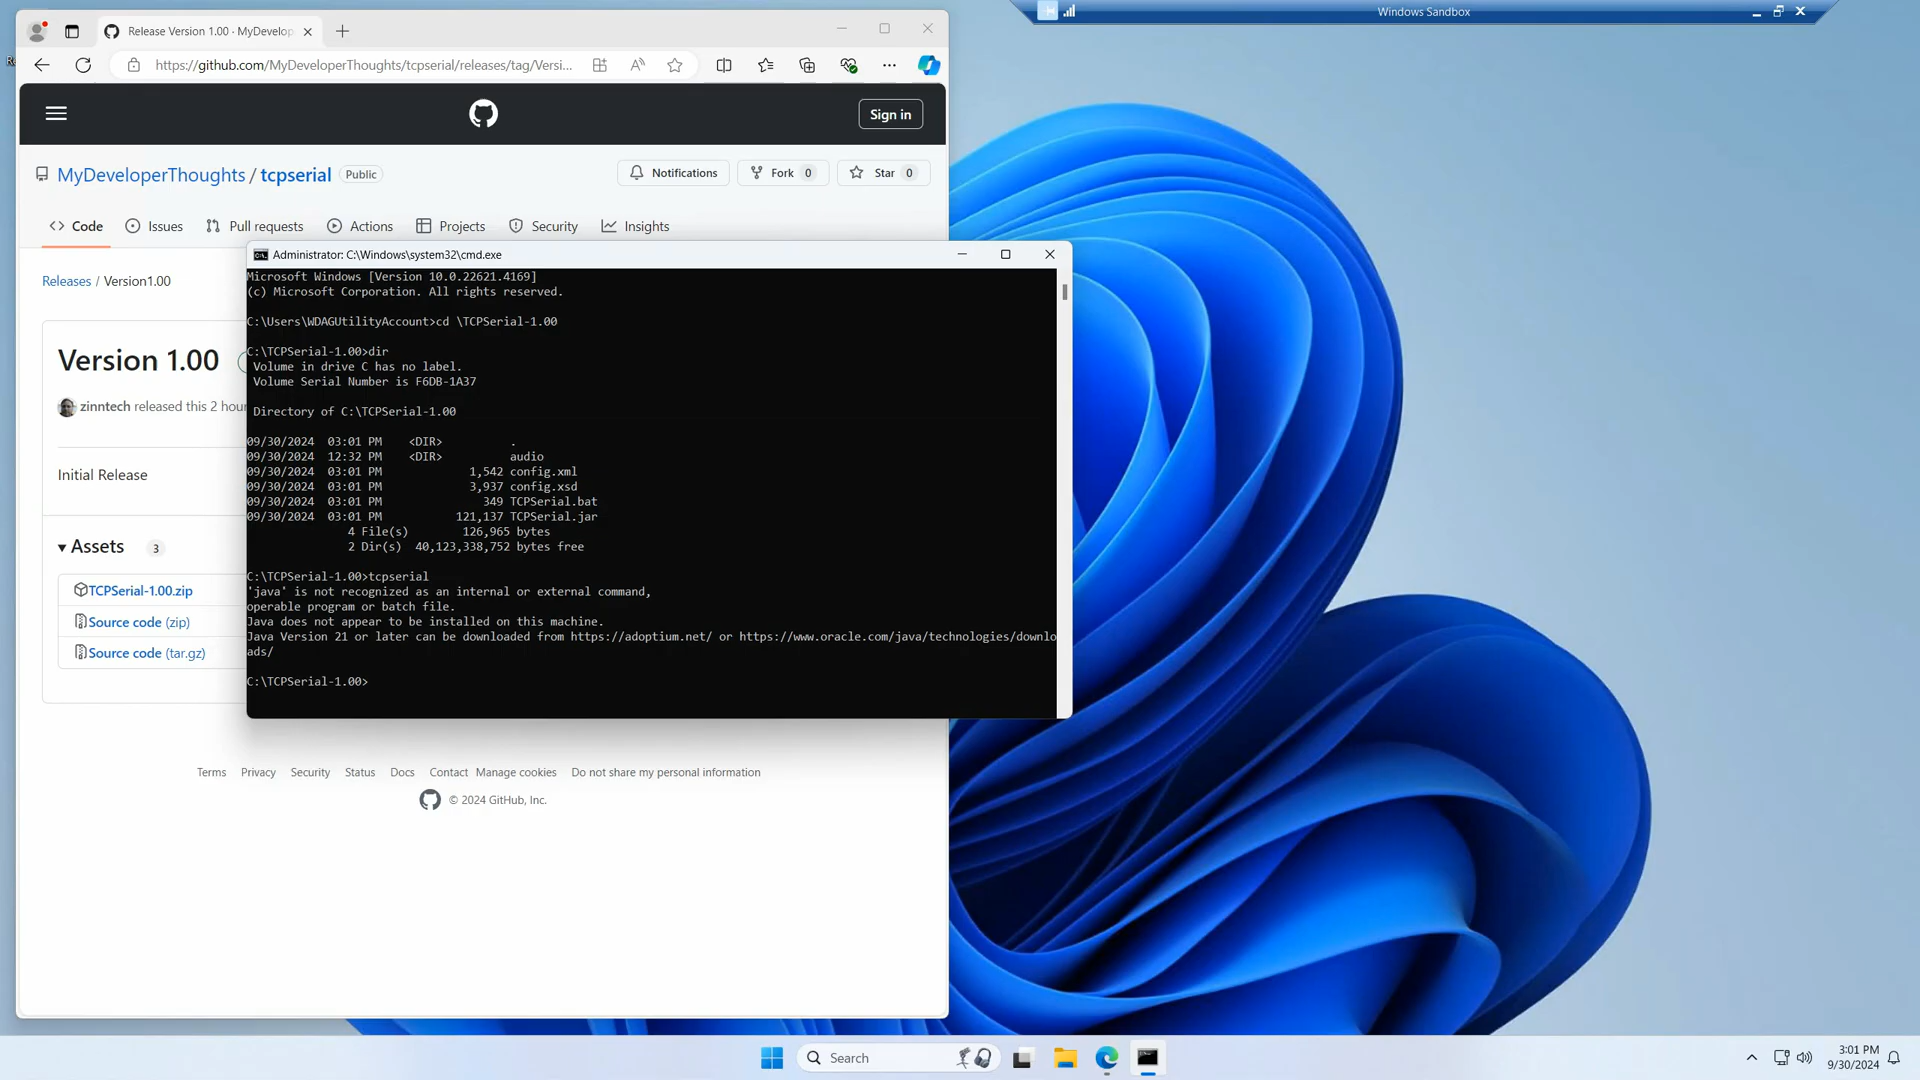 Windows Sandbox
Release Version 1.00 · MyDevelop
https://github.com/MyDeveloperThoughts/tcpserial/releases/tag/Versi...
Sign in
MyDeveloperThoughts / tcpserial Public
Notifications Fork 0 Star 0
Code Issues Pull requests Actions Projects Security Insights
Releases / Version1.00
Version 1.00
zinntech released this 2 hour
Initial Release
Assets 3
TCPSerial-1.00.zip
Source code (zip)
Source code (tar.gz)
Administrator: C:\Windows\system32\cmd.exe
Microsoft Windows [Version 10.0.22621.4169]
(c) Microsoft Corporation. All rights reserved.
C:\Users\WDAGUtilityAccount>cd \TCPSerial-1.00
C:\TCPSerial-1.00>dir
Volume in drive C has no label.
Volume Serial Number is F6DB-1A37
Directory of C:\TCPSerial-1.00
09/30/2024 03:01 PM <DIR> .
09/30/2024 12:32 PM <DIR> audio
09/30/2024 03:01 PM 1,542 config.xml
09/30/2024 03:01 PM 3,937 config.xsd
09/30/2024 03:01 PM 349 TCPSerial.bat
09/30/2024 03:01 PM 121,137 TCPSerial.jar
4 File(s) 126,965 bytes
2 Dir(s) 40,123,338,752 bytes free
C:\TCPSerial-1.00>tcpserial
'java' is not recognized as an internal or external command,
operable program or batch file.
Java does not appear to be installed on this machine.
Java Version 21 or later can be downloaded from https://adoptium.net/ or https://www.oracle.com/java/technologies/downlo
ads/
C:\TCPSerial-1.00>
Terms Privacy Security Status Docs Contact Manage cookies Do not share my personal information
© 2024 GitHub, Inc.
Search
3:01 PM
9/30/2024